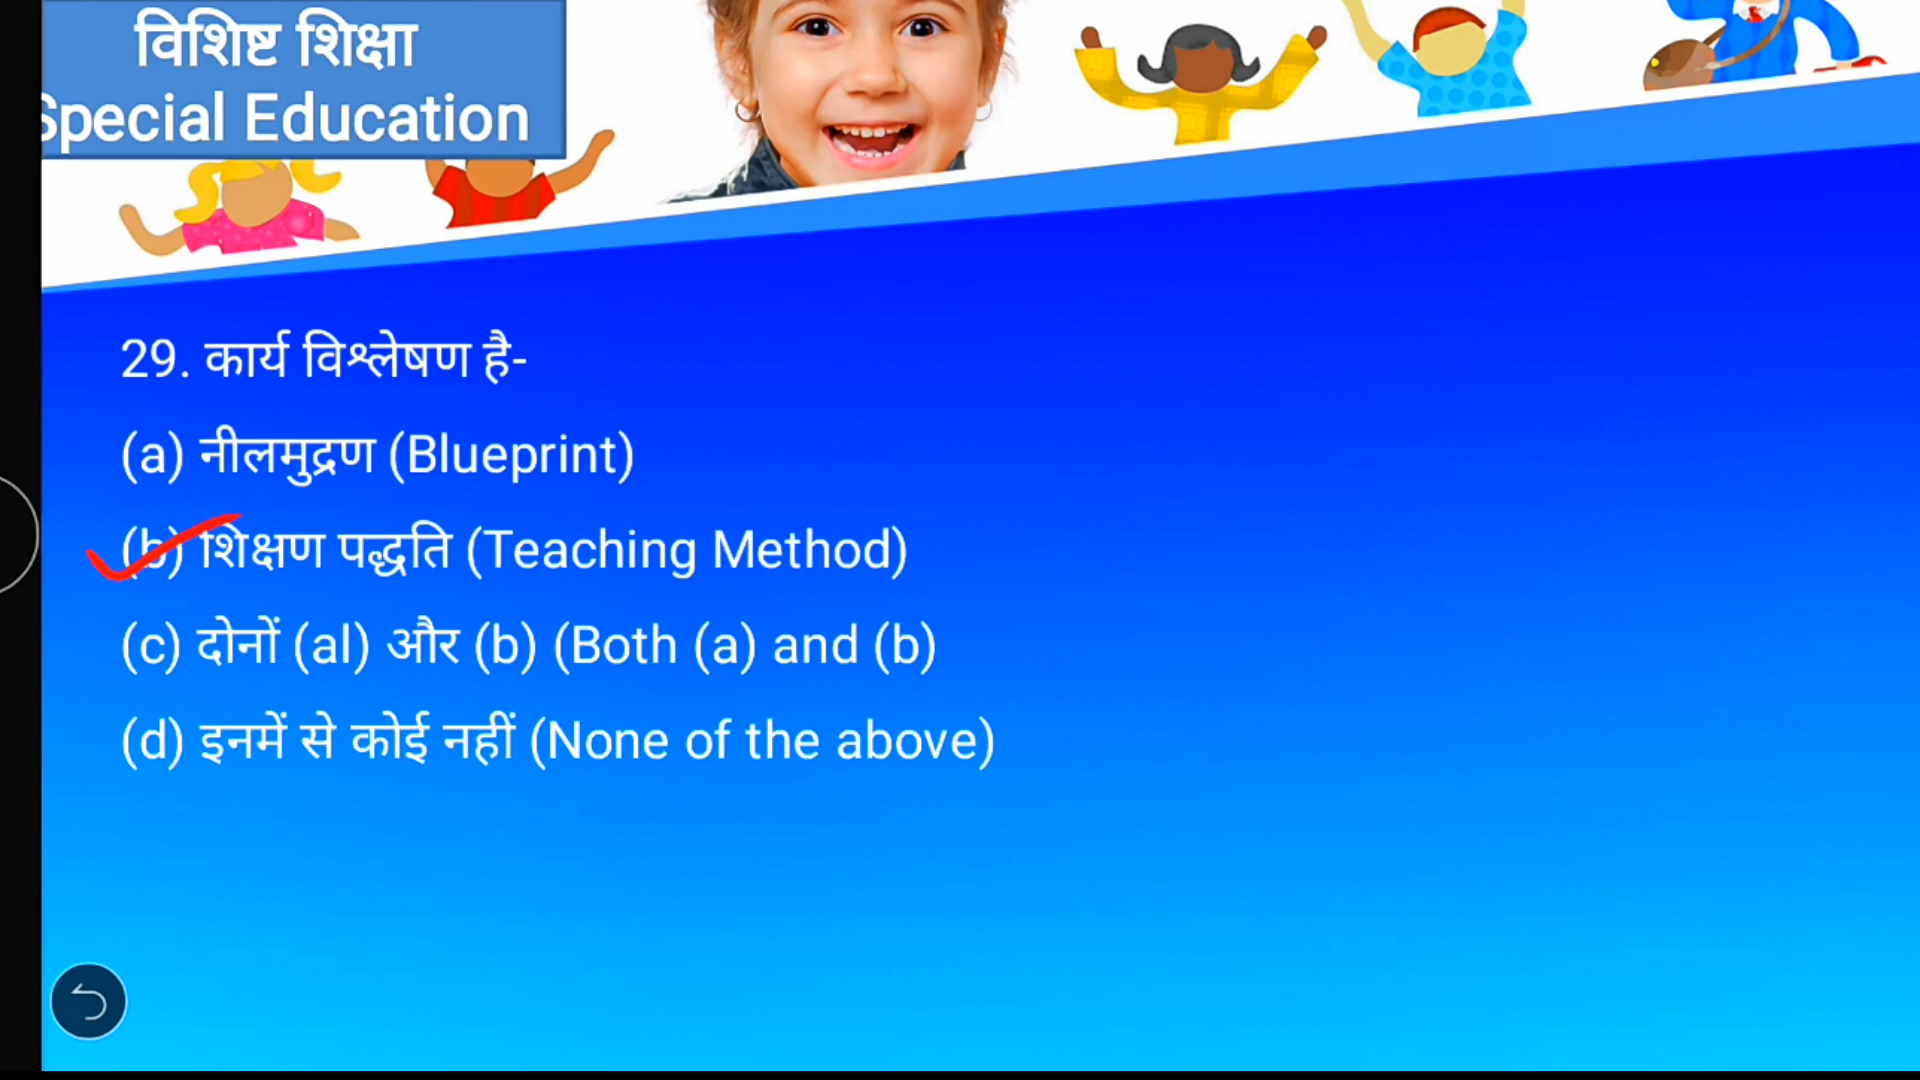 विशिष्ट शिक्षा
Special Education
29. कार्य विश्लेषण है-
(a) नीलमुद्रण (Blueprint)
(b) शिक्षण पद्धति (Teaching Method)
(c) दोनों (al) और (b) (Both (a) and (b)
(d) इनमें से कोई नहीं (None of the above)